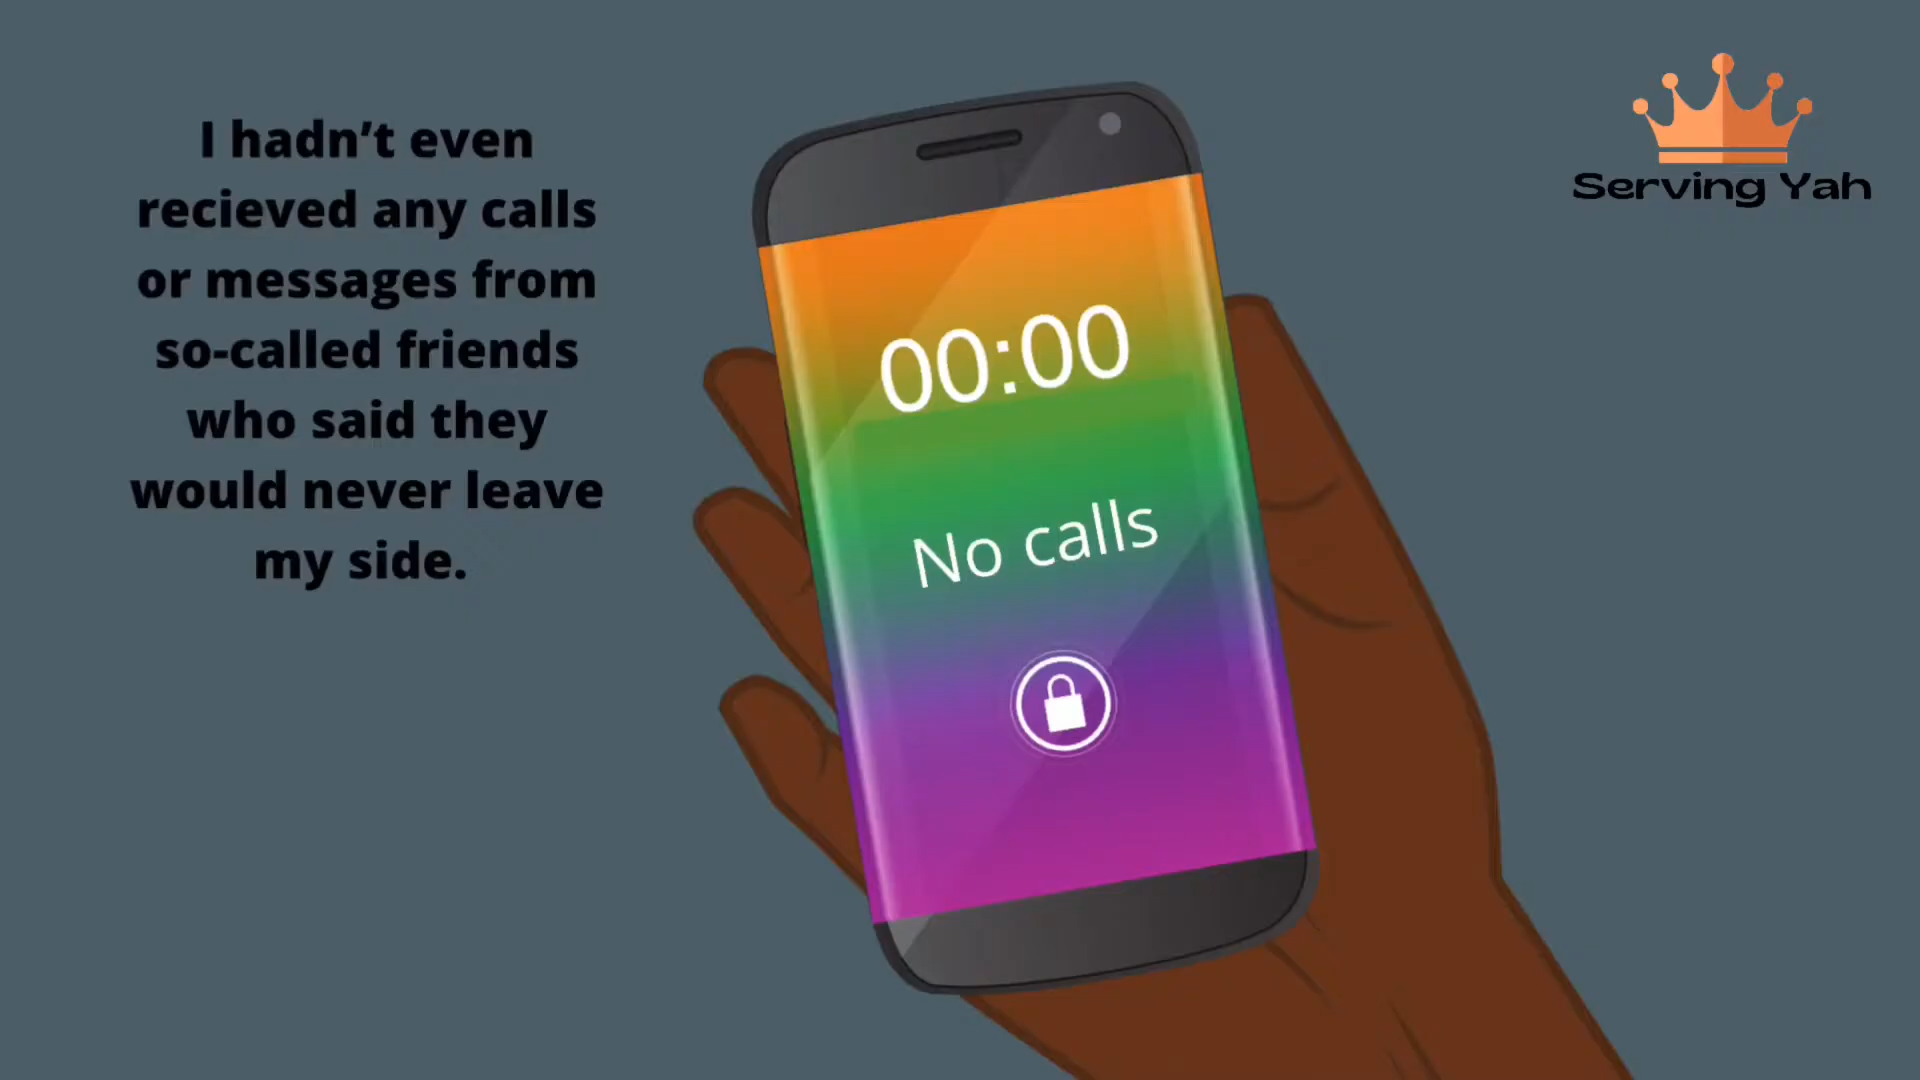 I hadn’t even
recieved any calls
or messages from
so-called friends
who said they
would never leave
my side.
00:00
No calls
Serving Yah